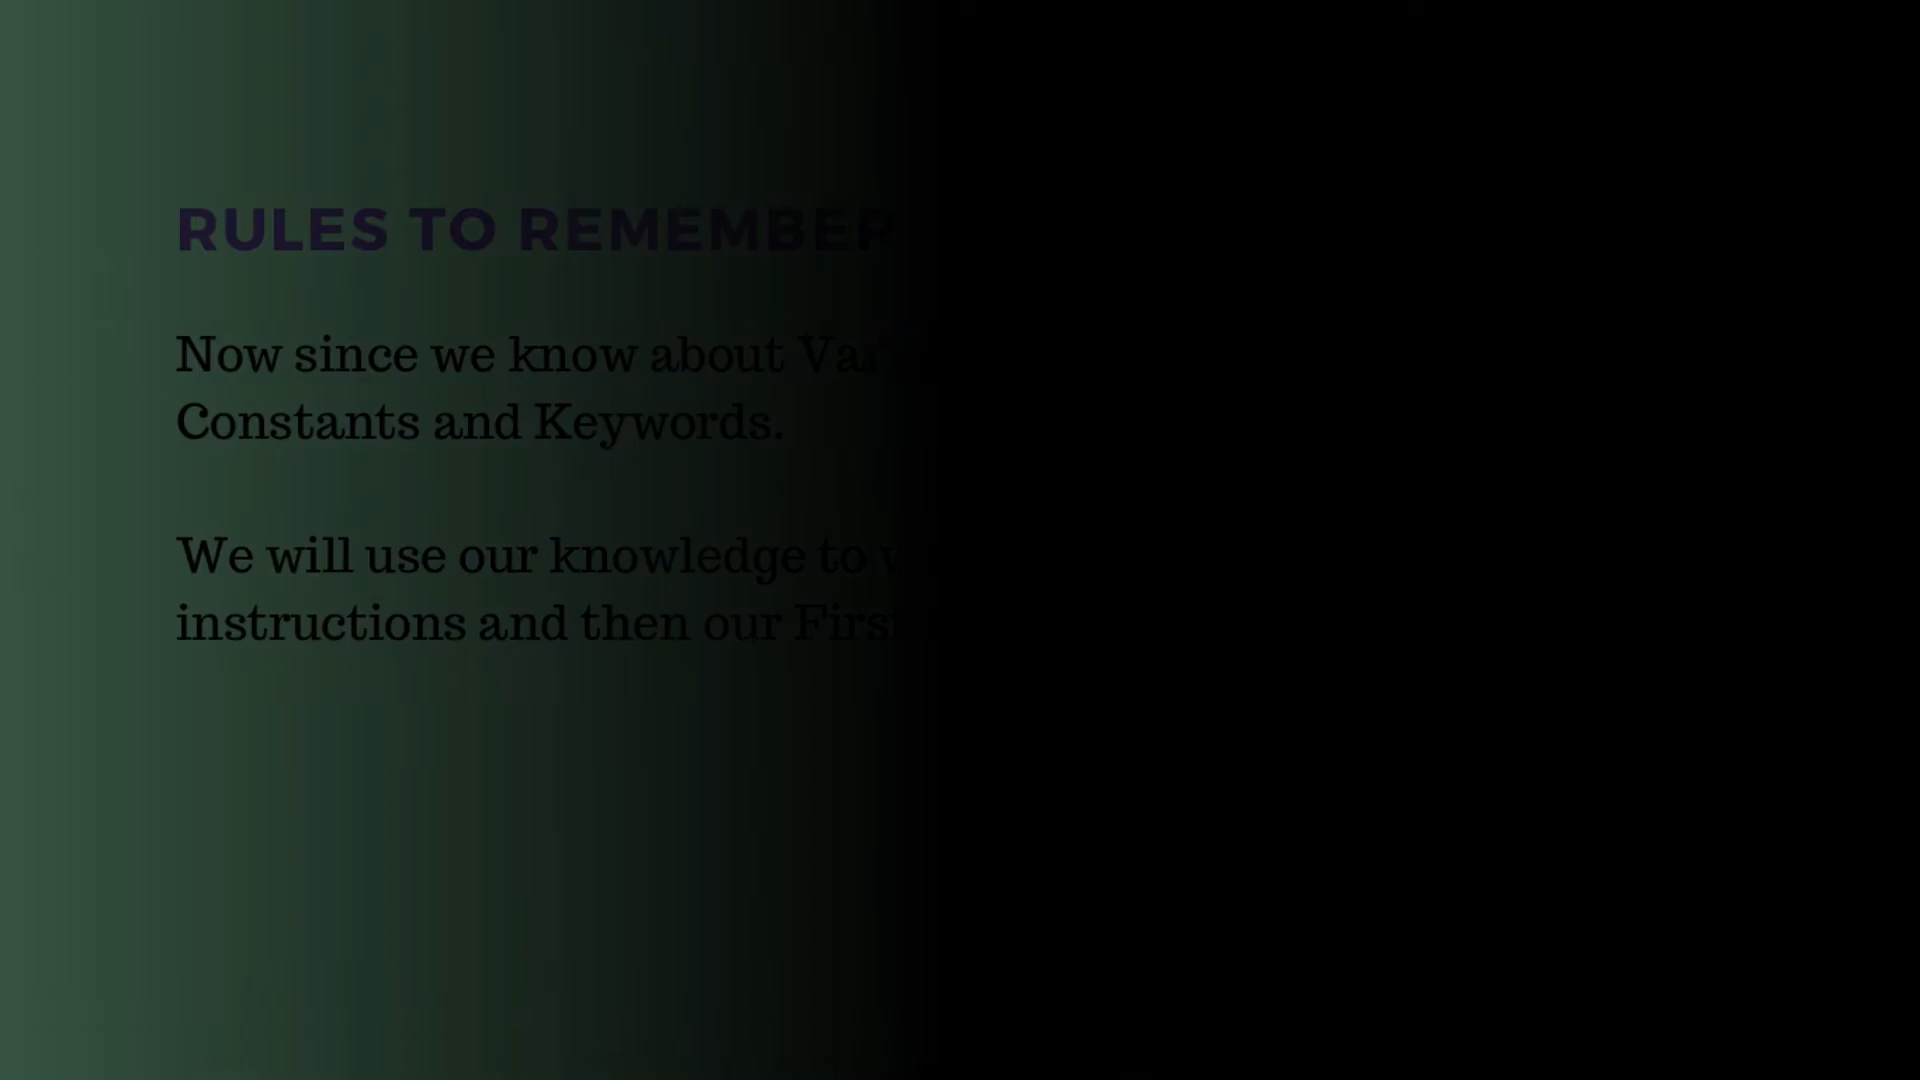 RULES TO REMEMBER
Now since we know about
Constants and Keywords.
We will use our knowledge to
instructions and then our First